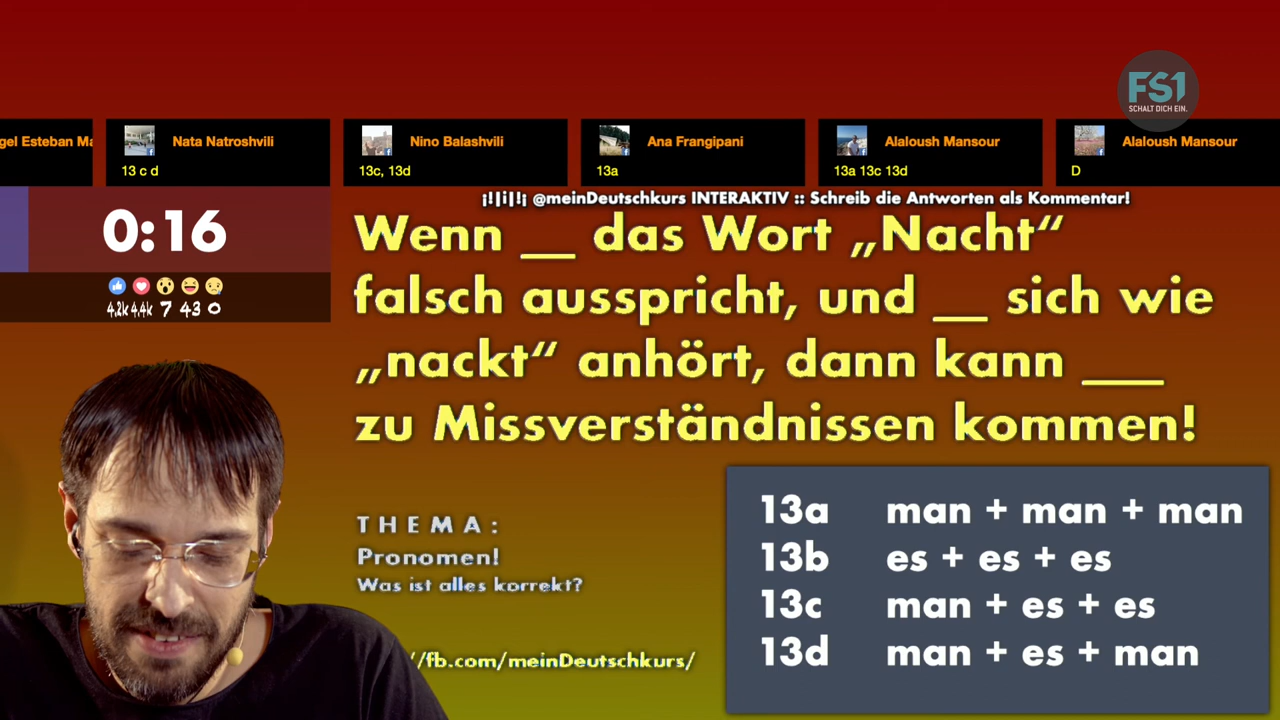 FS1
SCHALT DICH EIN.
gel Esteban Ma
Nata Natroshvili
13 c d
Nino Balashvili
13c, 13d
Ana Frangipani
13a
Alaloush Mansour
13a 13c 13d
Alaloush Mansour
D
¡!¡i¡!¡ @meinDeutschkurs INTERAKTIV :: Schreib die Antworten als Kommentar!
0:16
4,2k 4,4k 7 43 0
Wenn __ das Wort „Nacht“
falsch ausspricht, und __ sich wie
„nackt“ anhört, dann kann ___
zu Missverständnissen kommen!
THEMA:
Pronomen!
Was ist alles korrekt?
//fb.com/meinDeutschkurs/
13a man + man + man
13b es + es + es
13c man + es + es
13d man + es + man